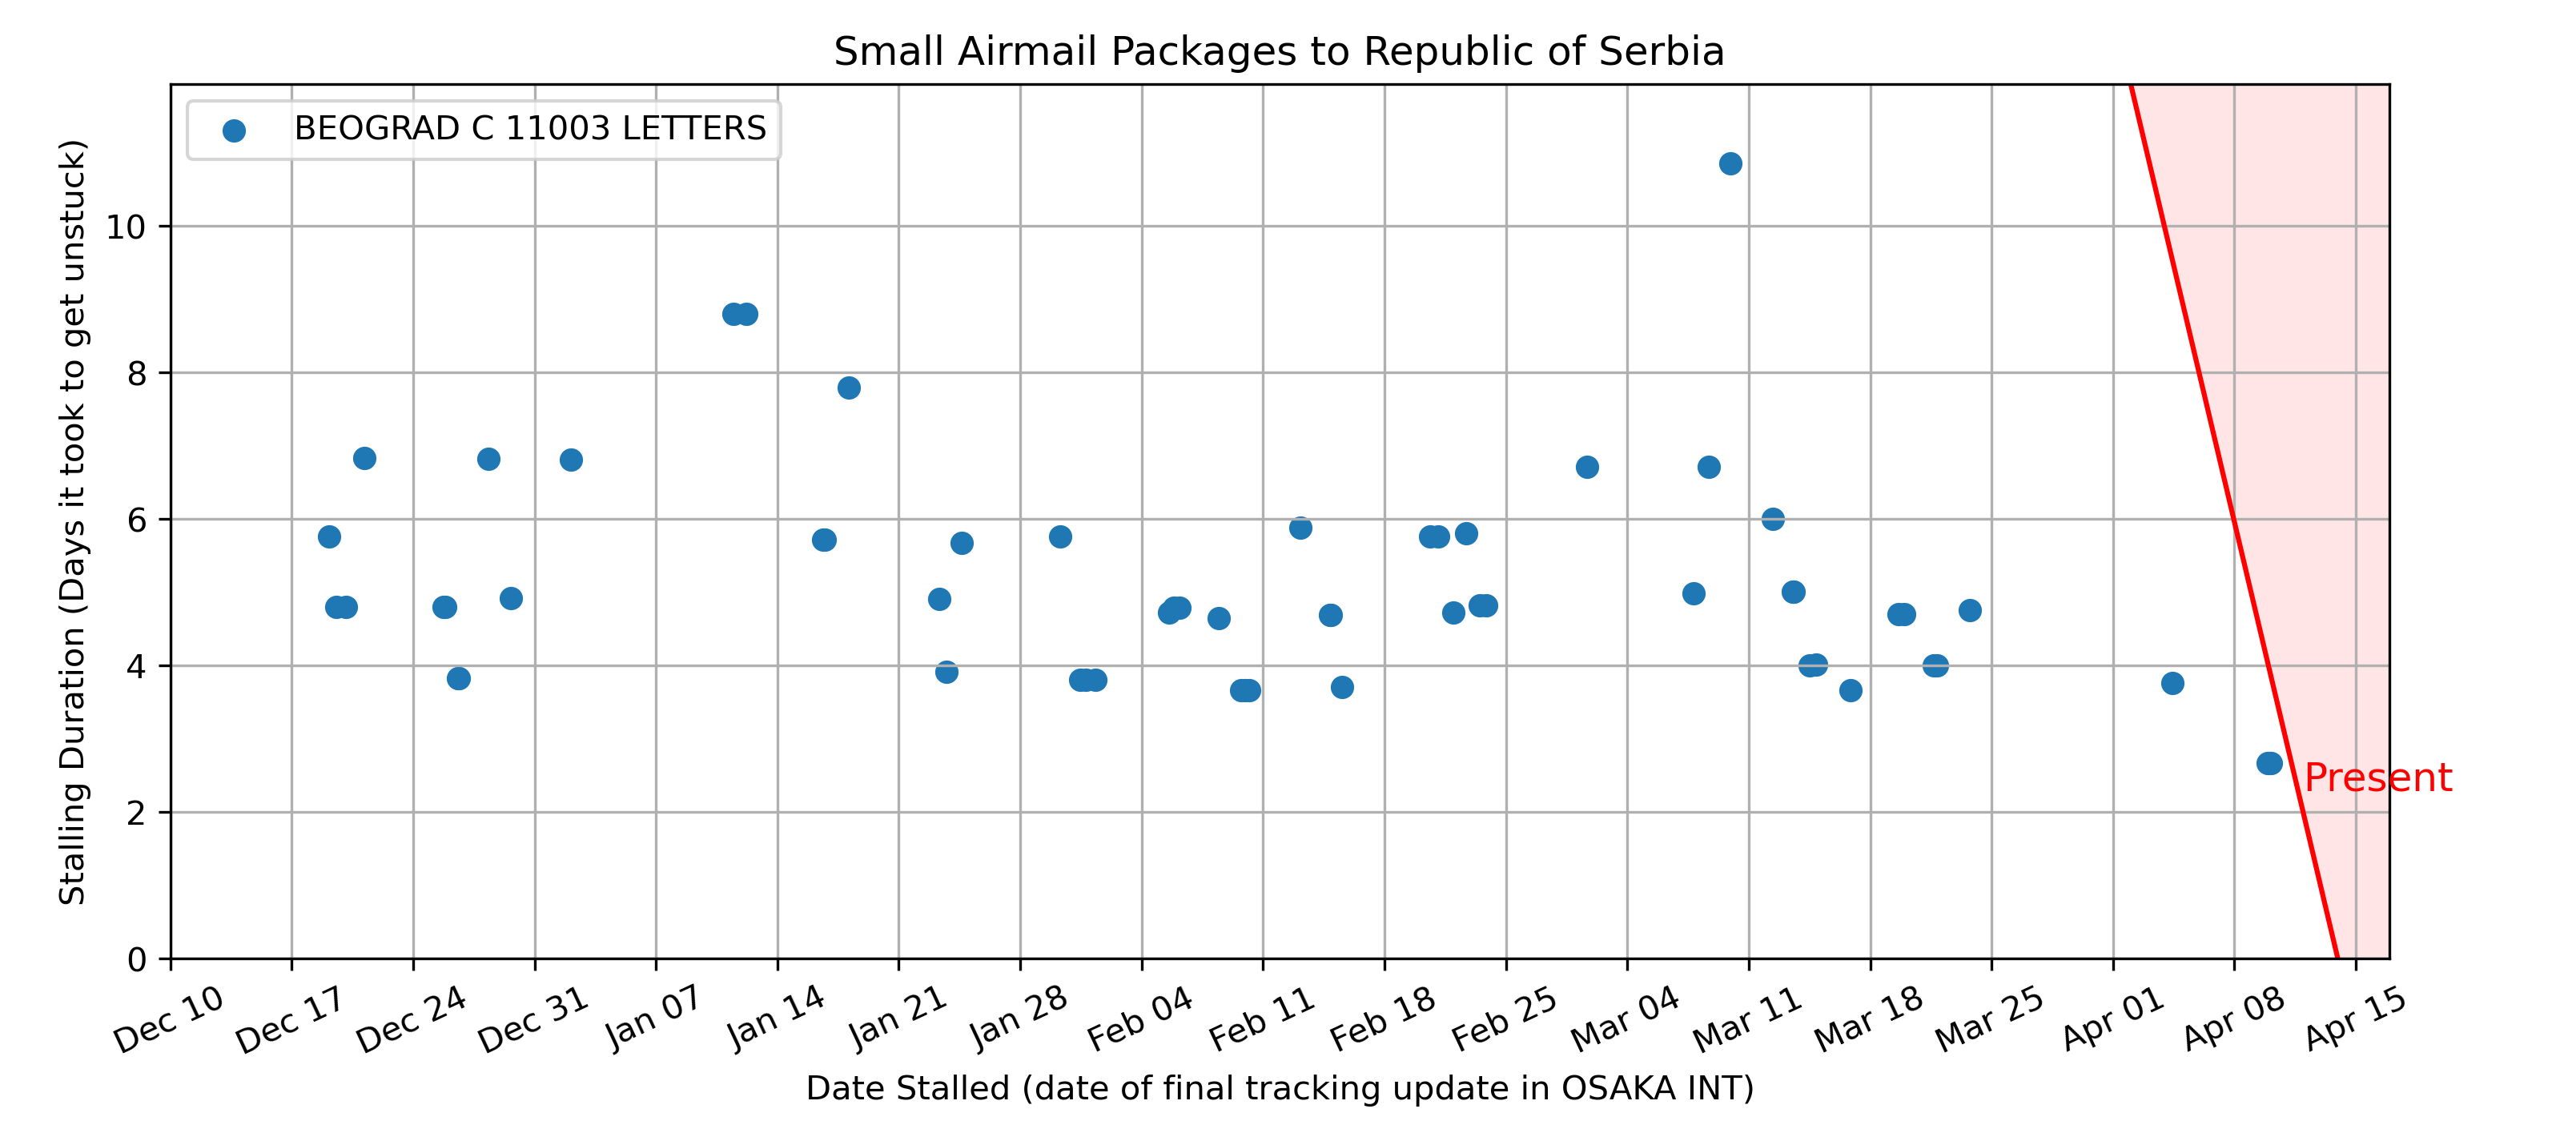 Small Airmail Packages to Republic of Serbia
BEOGRAD C 11003 LETTERS
Stalling Duration (Days it took to get unstuck)
10
8
6
4
2
0
Present
Dec 10 Dec 17 Dec 24 Dec 31 Jan 07 Jan 14 Jan 21 Jan 28 Feb 04 Feb 11 Feb 18 Feb 25 Mar 04 Mar 11 Mar 18 Mar 25 Apr 01 Apr 08 Apr 15
Date Stalled (date of final tracking update in OSAKA INT)